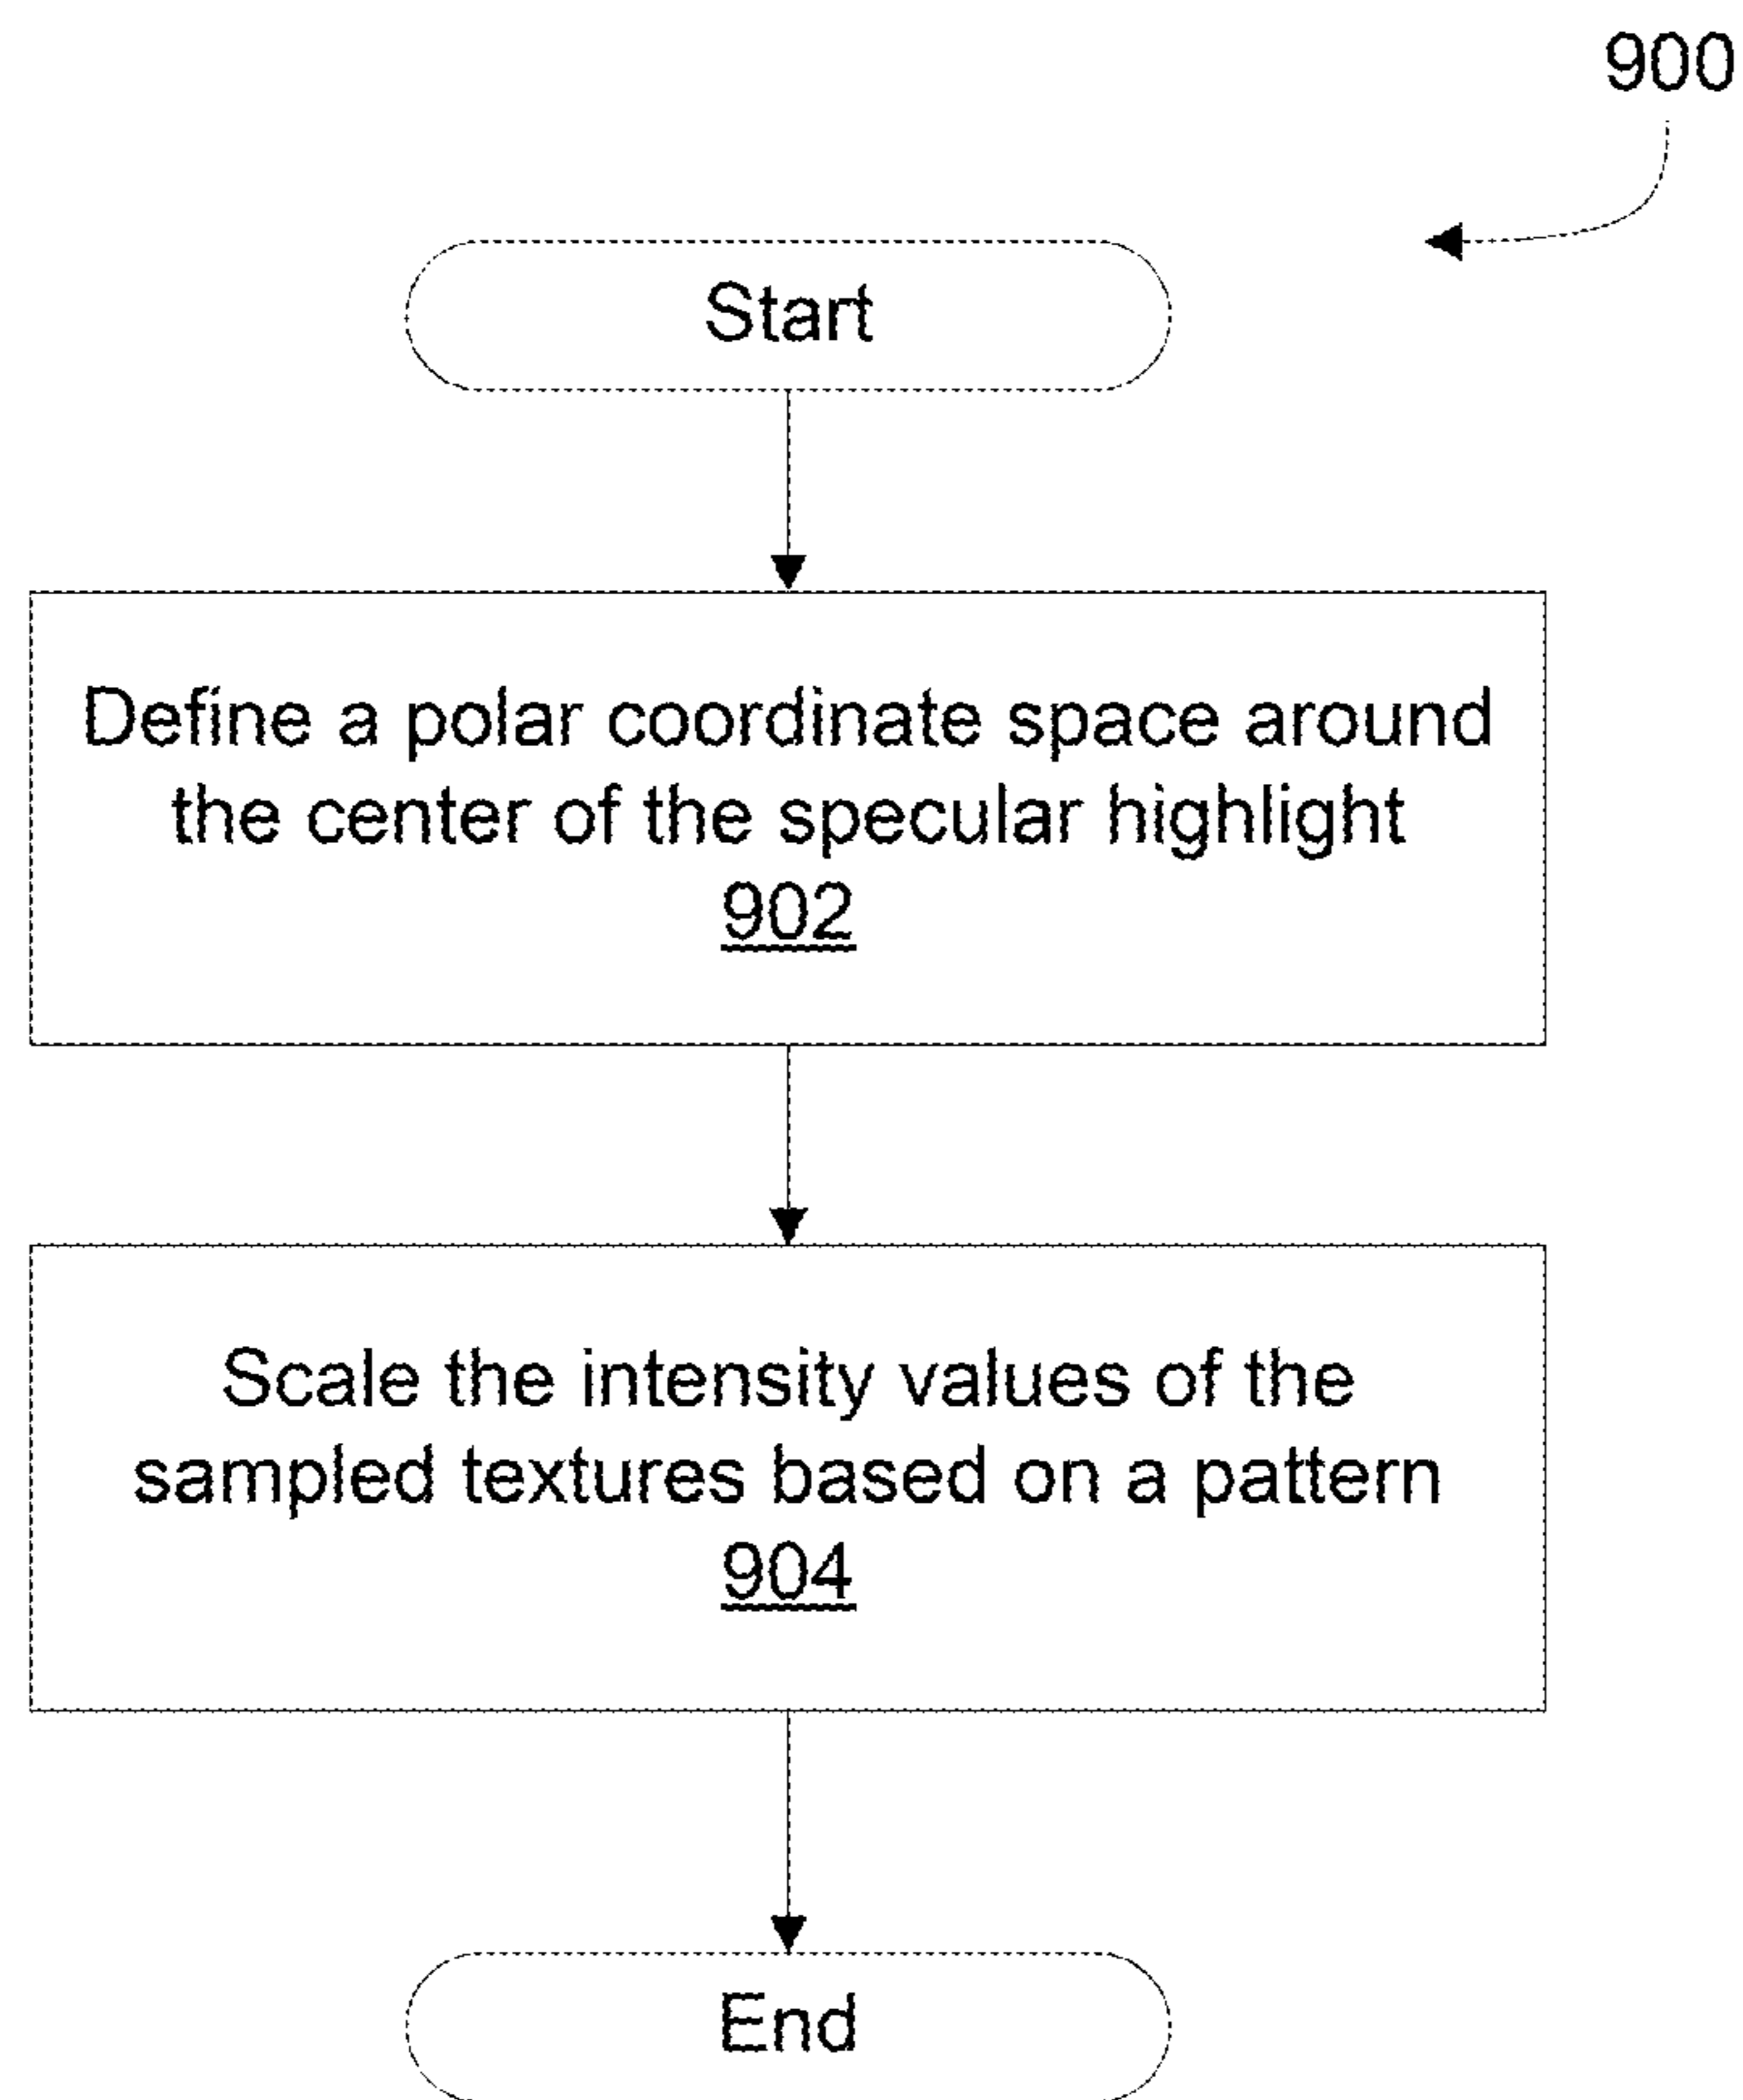 900
Start
Define a polar coordinate space around
the center of the specular highlight
902
Scale the intensity values of the
sampled textures based on a pattern
904
End